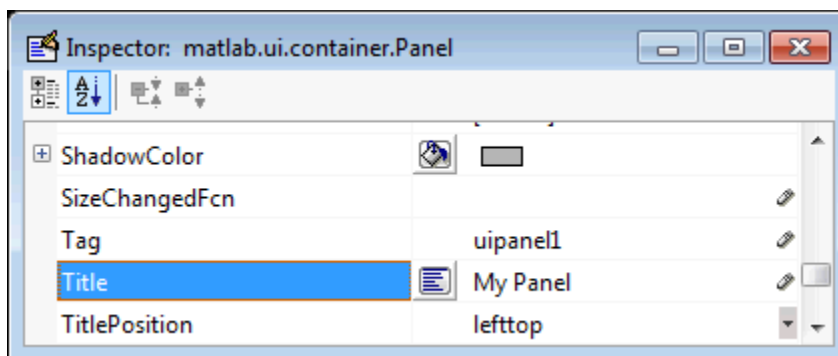 Inspector: matlab.ui.container.Panel
A
Z
ShadowColor
SizeChangedFcn
Tag uipanel1
Title My Panel
TitlePosition lefttop